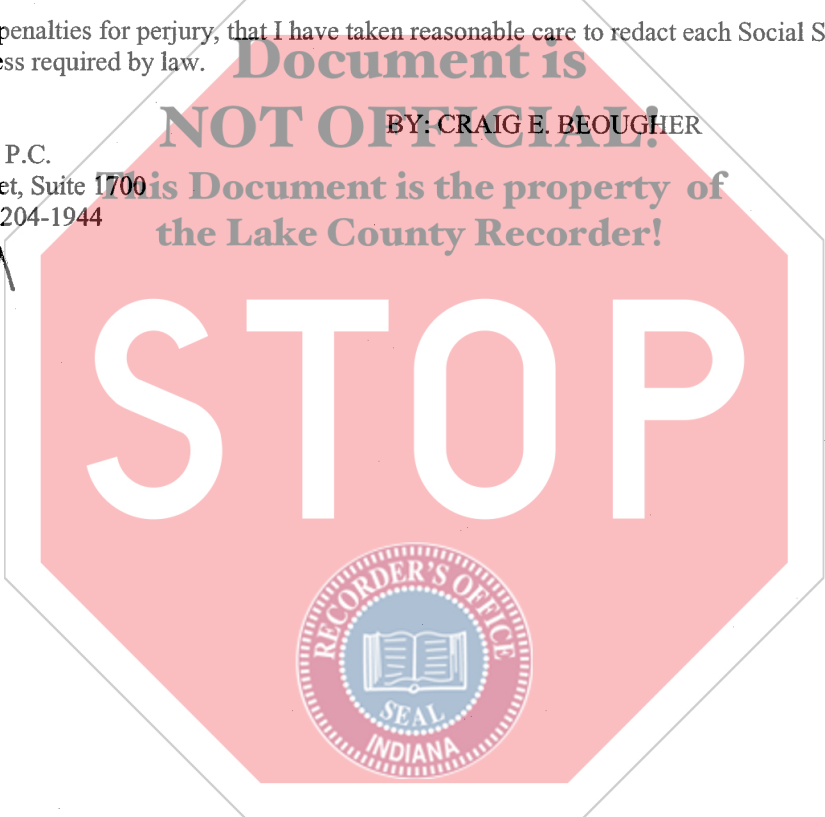 penalties for perjury, that I have taken reasonable care to redact each Social S
ess required by law.
Document is
NOT OFFICIAL!
BY: CRAIG E. BEOUGHER
P.C.
et, Suite 1700
This Document is the property of
204-1944
the Lake County Recorder!
STOP
RECORDER'S OFFICE
SEAL
INDIANA